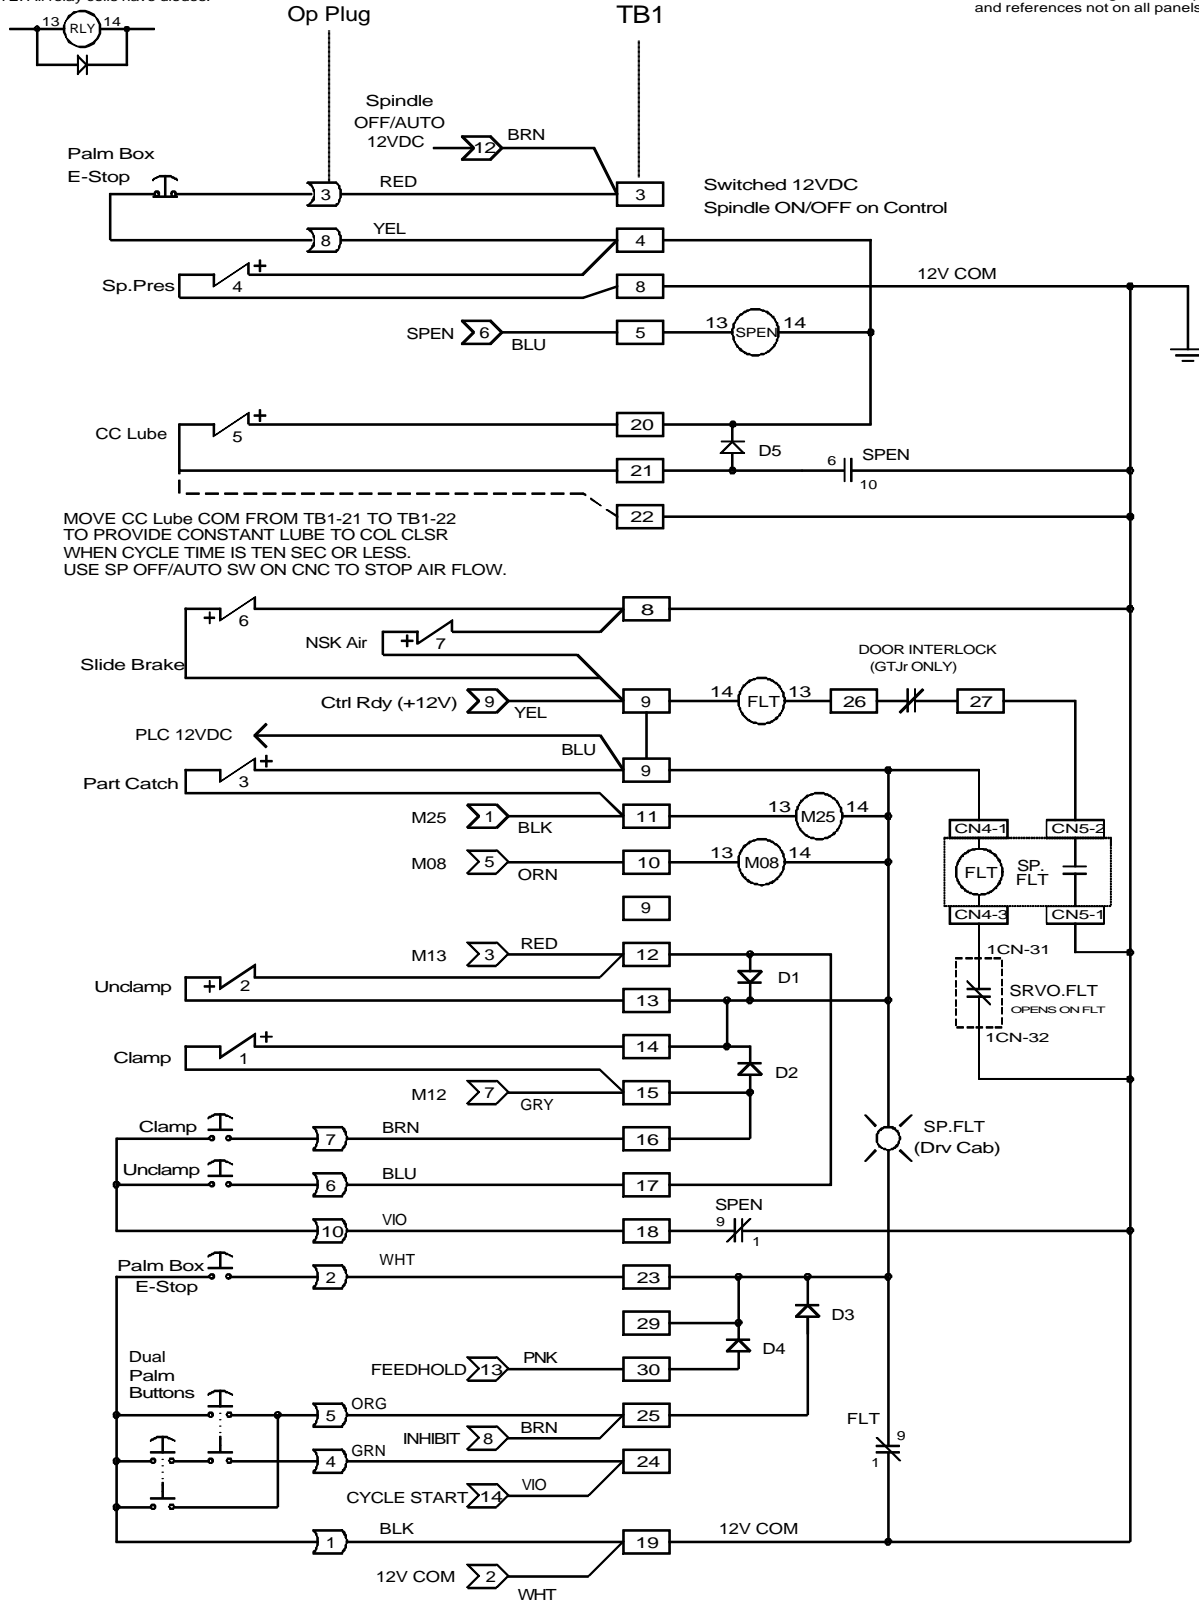 and references not on all panels
13 RLY 14
Op Plug
TB1
Spindle
OFF/AUTO
12VDC
12
BRN
Palm Box
E-Stop
3
RED
3
Switched 12VDC
Spindle ON/OFF on Control
8
YEL
4
Sp.Pres
+
4
8
12V COM
SPEN
6
BLU
5
13 SPEN 14
CC Lube
+
5
20
D5
21
6
SPEN
10
22
MOVE CC Lube COM FROM TB1-21 TO TB1-22
TO PROVIDE CONSTANT LUBE TO COL CLSR
WHEN CYCLE TIME IS TEN SEC OR LESS.
USE SP OFF/AUTO SW ON CNC TO STOP AIR FLOW.
+
6
8
NSK Air
+
7
Slide Brake
DOOR INTERLOCK
(GTJr ONLY)
Ctrl Rdy (+12V)
9
YEL
9
14 FLT 13
26
27
PLC 12VDC
BLU
Part Catch
+
3
9
M25
1
BLK
11
13 M25 14
M08
5
ORN
10
13 M08 14
CN4-1
CN5-2
FLT
SP.
FLT
CN4-3
CN5-1
9
M13
3
RED
12
D1
1CN-31
Unclamp
+
2
13
SRVO.FLT
OPENS ON FLT
1CN-32
Clamp
+
1
14
D2
M12
7
GRY
15
Clamp
7
BRN
16
SP.FLT
(Drv Cab)
Unclamp
6
BLU
17
10
VIO
18
SPEN
9
1
Palm Box
E-Stop
2
WHT
23
D3
29
D4
FEEDHOLD
13
PNK
30
Dual
Palm
Buttons
5
ORG
25
INHIBIT
8
BRN
FLT
9
1
4
GRN
24
CYCLE START
14
VIO
1
BLK
19
12V COM
12V COM
2
WHT